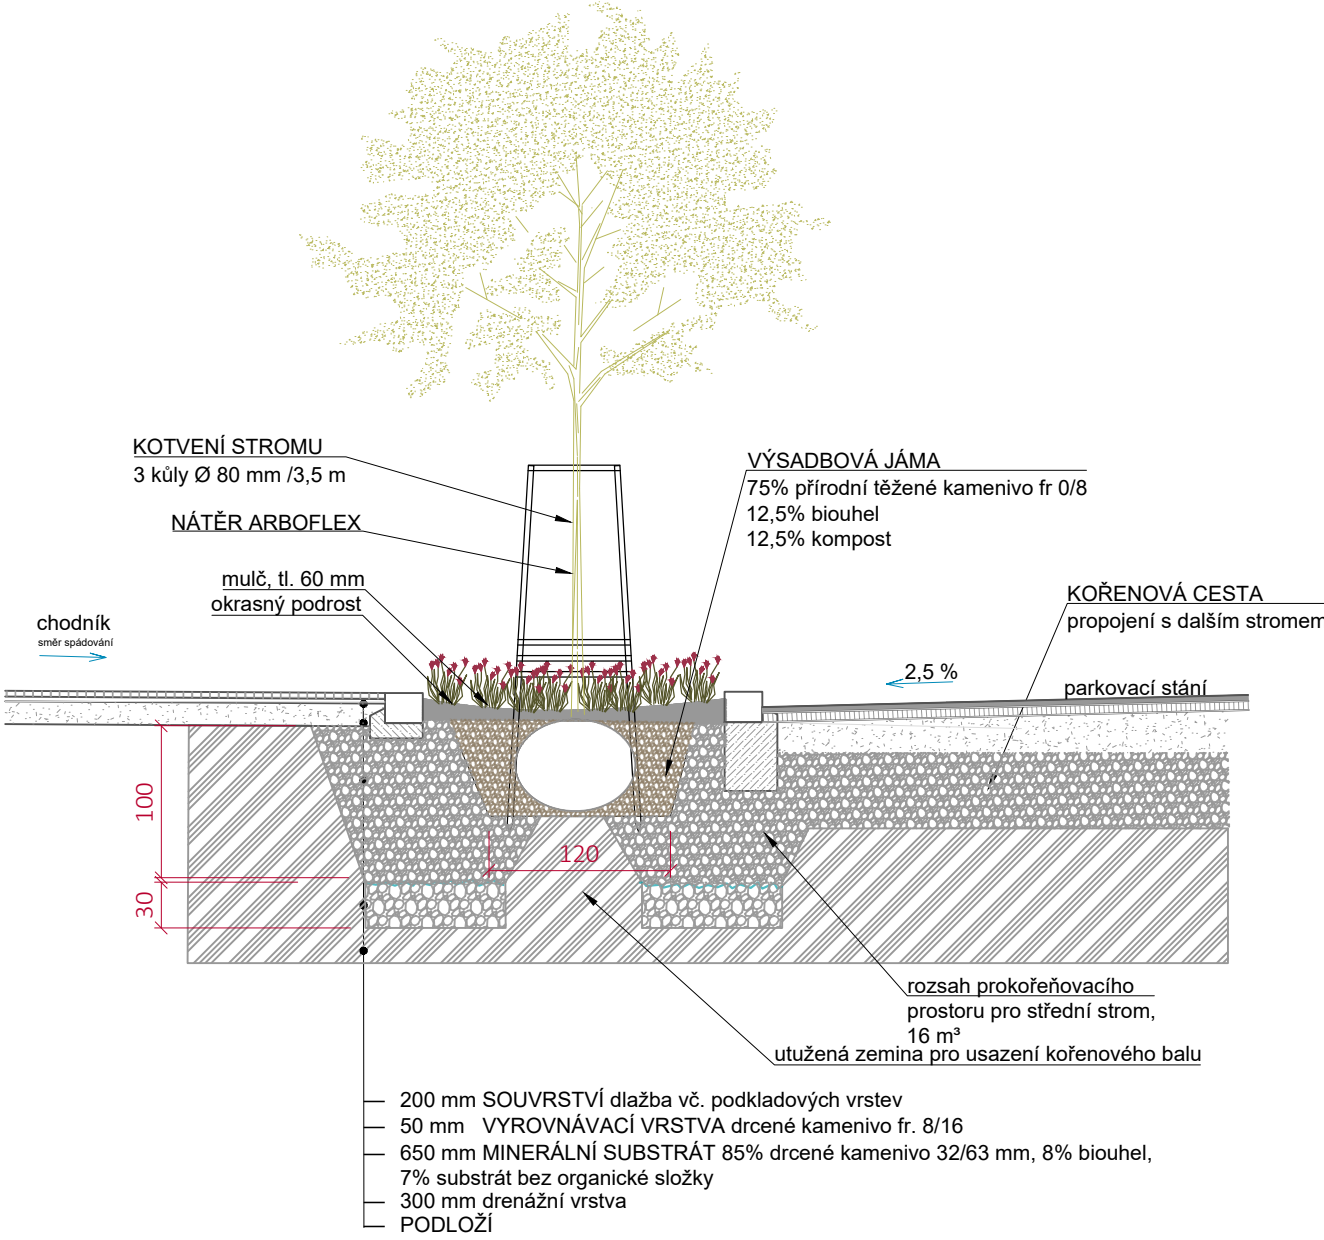 KOTVENÍ STROMU
3 kůly Ø 80 mm /3,5 m
NÁTĚR ARBOFLEX
mulč, tl. 60 mm
okrasný podrost
chodník
směr spádování
VÝSADBOVÁ JÁMA
75% přírodní těžené kamenivo fr 0/8
12,5% biouhel
12,5% kompost
KOŘENOVÁ CESTA
propojení s dalším stromem
2,5 %
parkovací stání
100
30
120
rozsah prokořeňovacího
prostoru pro střední strom,
16 m³
utužená zemina pro usazení kořenového balu
200 mm SOUVRSTVÍ dlažba vč. podkladových vrstev
50 mm VYROVNÁVACÍ VRSTVA drcené kamenivo fr. 8/16
650 mm MINERÁLNÍ SUBSTRÁT 85% drcené kamenivo 32/63 mm, 8% biouhel,
7% substrát bez organické složky
300 mm drenážní vrstva
PODLOŽÍ